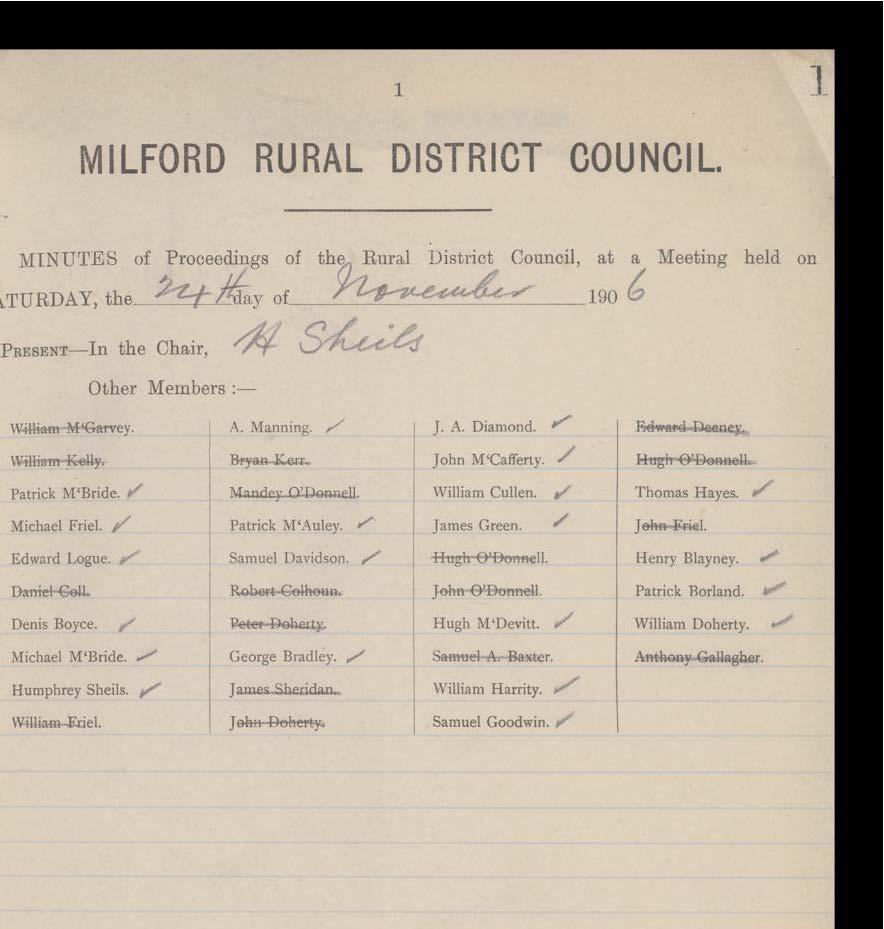 1
1
MILFORD RURAL DISTRICT COUNCIL.
MINUTES of Proceedings of the Rural District Council, at a Meeting held on
ATURDAY, the 24th day of November 1906
PRESENT—In the Chair, H Sheils
Other Members :—
William M‘Garvey.
William Kelly.
Patrick M‘Bride. ✓
Michael Friel. ✓
Edward Logue. ✓
Daniel Coll.
Denis Boyce. ✓
Michael M‘Bride. ✓
Humphrey Sheils. ✓
William Friel.
A. Manning. ✓
Bryan Kerr.
Mandey O'Donnell.
Patrick M‘Auley. ✓
Samuel Davidson. ✓
Robert Colhoun.
Peter Doherty.
George Bradley. ✓
James Sheridan.
John Doherty.
J. A. Diamond. ✓
John M‘Cafferty. ✓
William Cullen. ✓
James Green. ✓
Hugh O'Donnell.
John O'Donnell.
Hugh M‘Devitt. ✓
Samuel A. Baxter.
William Harrity. ✓
Samuel Goodwin. ✓
Edward Deeney.
Hugh O'Donnell.
Thomas Hayes. ✓
John Friel.
Henry Blayney. ✓
Patrick Borland. ✓
William Doherty. ✓
Anthony Gallagher.